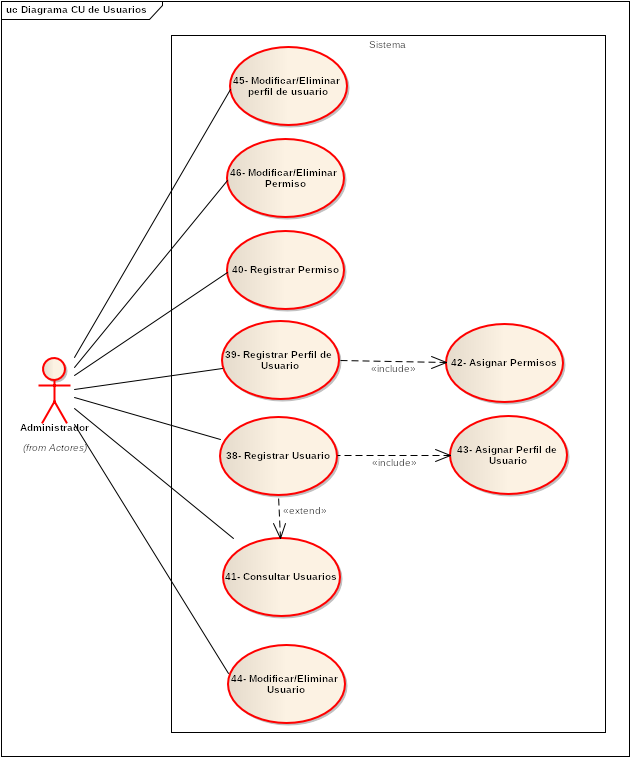 uc Diagrama CU de Usuarios
Sistema
45- Modificar/Eliminar
perfil de usuario
46- Modificar/Eliminar
Permiso
40- Registrar Permiso
39- Registrar Perfil de
Usuario
«include»
42- Asignar Permisos
Administrador
(from Actores)
38- Registrar Usuario
«include»
43- Asignar Perfil de
Usuario
«extend»
41- Consultar Usuarios
44- Modificar/Eliminar
Usuario